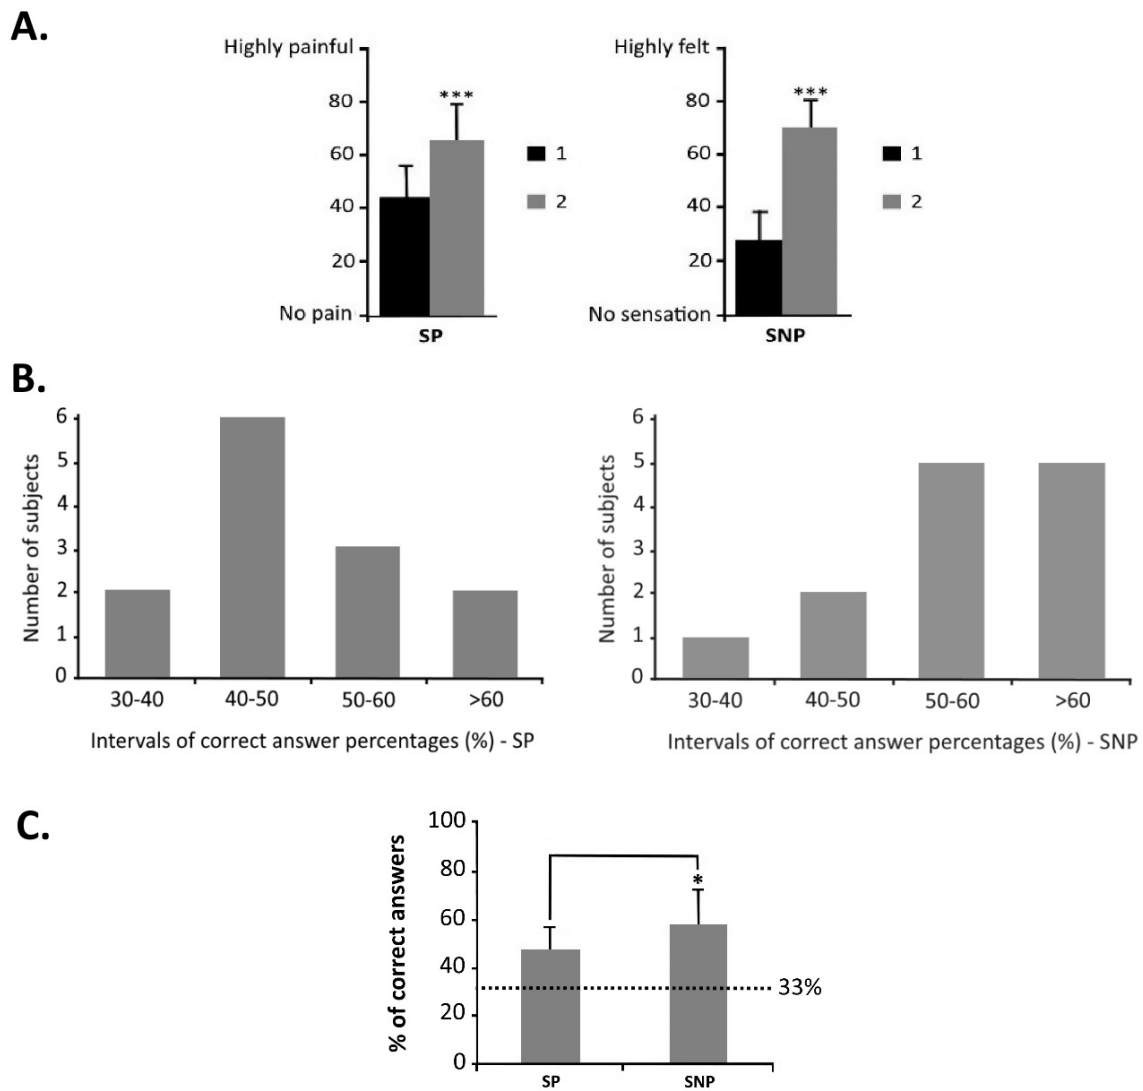 A.
Highly painful
80
60
40
20
No pain
***
SP
1
2
Highly felt
80
60
40
20
No sensation
***
SNP
1
2
B.
Number of subjects
6
5
4
3
2
1
0
30-40 40-50 50-60 >60
Intervals of correct answer percentages (%) - SP
Number of subjects
6
5
4
3
2
1
0
30-40 40-50 50-60 >60
Intervals of correct answer percentages (%) - SNP
C.
% of correct answers
100
80
60
40
20
0
*
33%
SP SNP